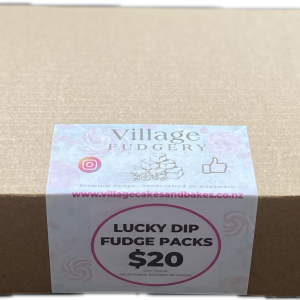 Village
FUDGERY
www.villagecakesandbakes.co.nz
LUCKY DIP
FUDGE PACKS
$20